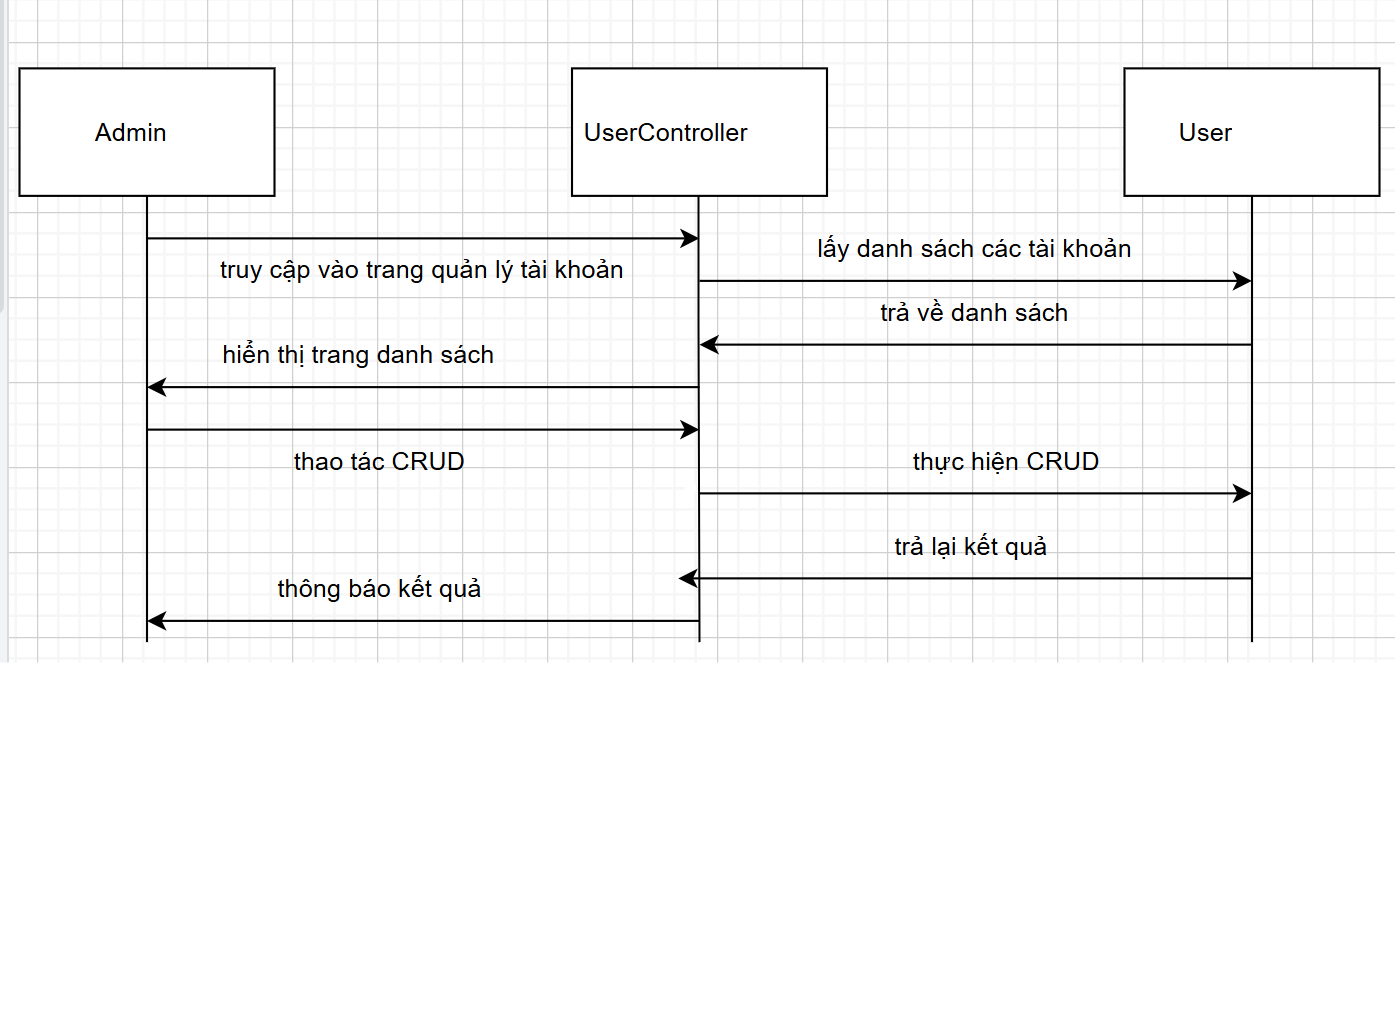 Admin
UserController
User
truy cập vào trang quản lý tài khoản
lấy danh sách các tài khoản
trả về danh sách
hiển thị trang danh sách
thao tác CRUD
thực hiện CRUD
trả lại kết quả
thông báo kết quả